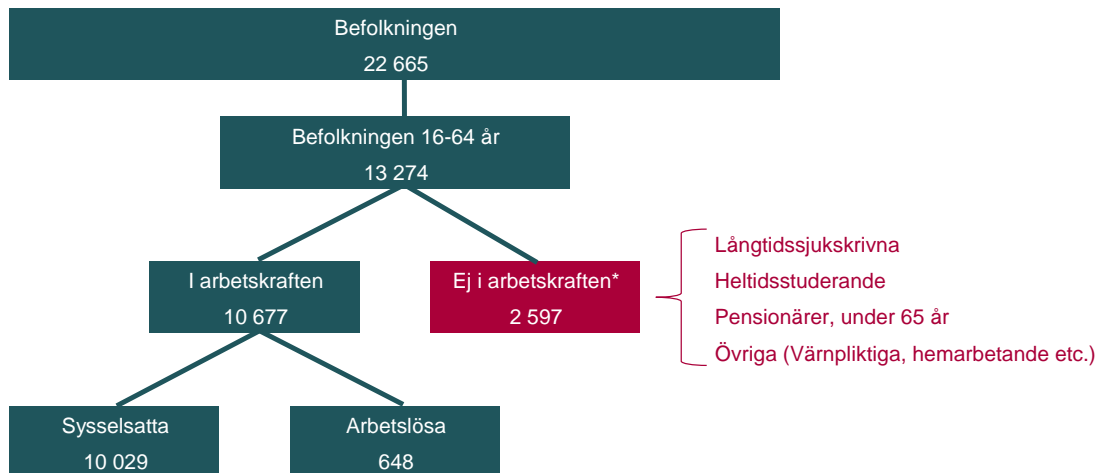 Befolkningen
22 665
Befolkningen 16-64 år
13 274
I arbetskraften
10 677
Ej i arbetskraften*
2 597
Långtidssjukskrivna
Heltidsstuderande
Pensionärer, under 65 år
Övriga (Värnpliktiga, hemarbetande etc.)
Sysselsatta
10 029
Arbetslösa
648